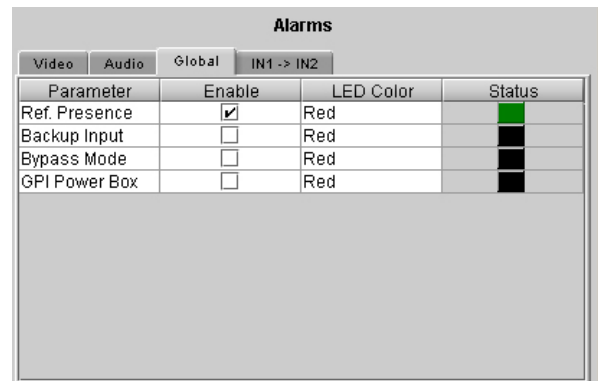 Alarms
Video Audio Global IN1 -> IN2
Parameter Enable LED Color Status
Ref. Presence Red
Backup Input Red
Bypass Mode Red
GPI Power Box Red